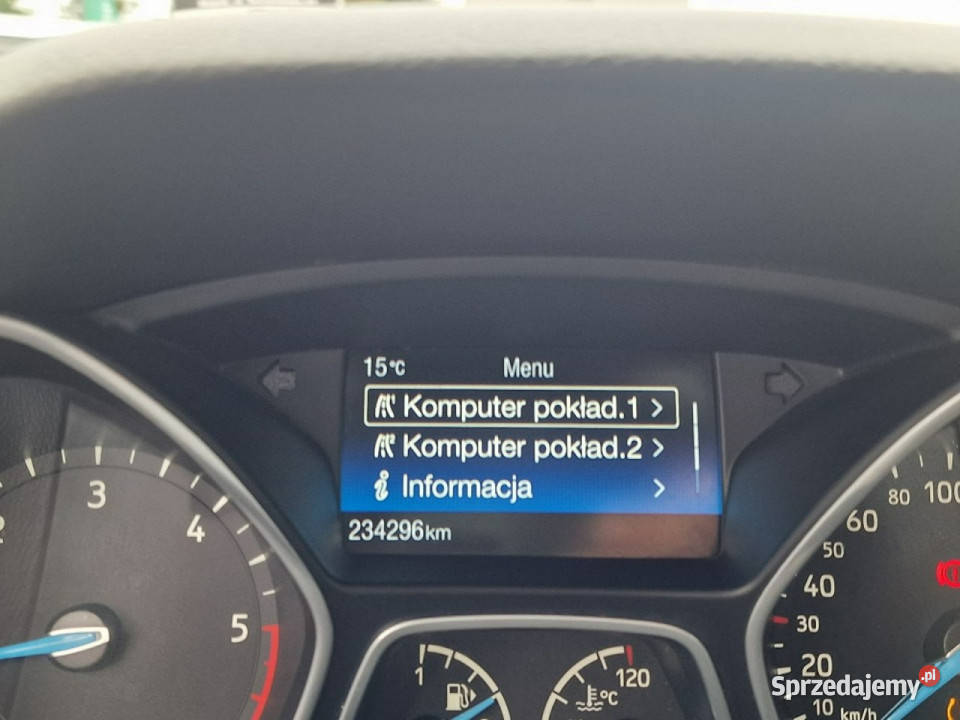 15°C Menu
Komputer pokład.1 >
Komputer pokład.2 >
i Informacja >
234296km
2 3 4 5
10 20 30 40 50 60 80 100
km/h
1
120
°C
Sprzedajemy.pl